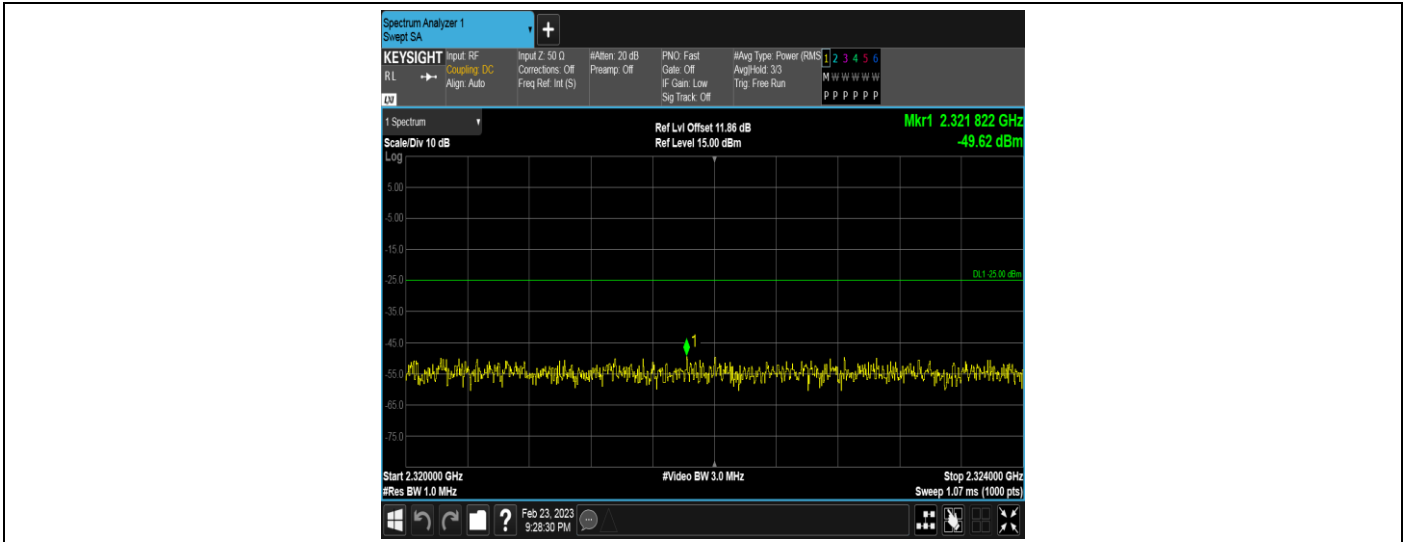 Spectrum Analyzer 1
Swept SA
+
KEYSIGHT Input: RF Input Z: 50 Ω #Atten: 20 dB PNO: Fast #Avg Type: Power (RMS 1 2 3 4 5 6
RL Coupling: DC Corrections: Off Preamp: Off Gate: Off Avg|Hold: 3/3 M W W W W W
Align: Auto Freq Ref: Int (S) IF Gain: Low Trig: Free Run
LXI Sig Track: Off P P P P P P
1 Spectrum Ref Lvl Offset 11.86 dB Mkr1 2.321 822 GHz
Scale/Div 10 dB Ref Level 15.00 dBm -49.62 dBm
Log
5.00
-5.00
-15.0
DL1 -25.00 dBm
-25.0
-35.0
-45.0
1
-55.0
-65.0
-75.0
Start 2.320000 GHz #Video BW 3.0 MHz Stop 2.324000 GHz
#Res BW 1.0 MHz Sweep 1.07 ms (1000 pts)
? Feb 23, 2023
9:28:30 PM